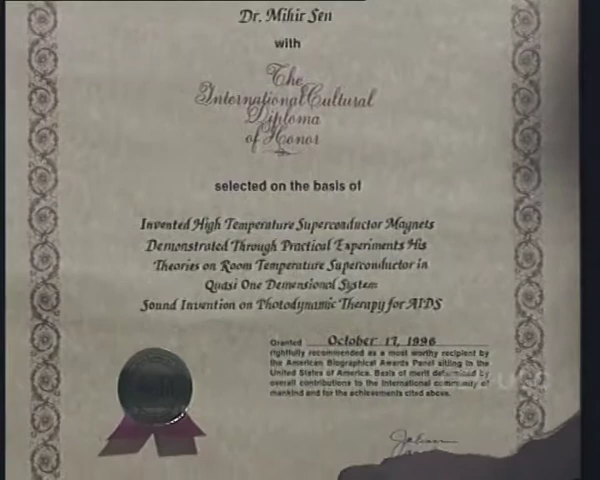 Dr. Mihir Sen
with
The
International Cultural
Diploma
of Honor
selected on the basis of
Invented High Temperature Superconductor Magnets
Demonstrated Through Practical Experiments His
Theories on Room Temperature Superconductor in
Quasi One Demensional System
Sound Invention on Photodynamic Therapy for AIDS
Granted October 17, 1996
rightfully recommended as a most worthy recipient by
the American Biographical Awards Panel sitting in the
United States of America. Basis of merit determined by
overall contributions to the international community of
mankind and for the achievements cited above.